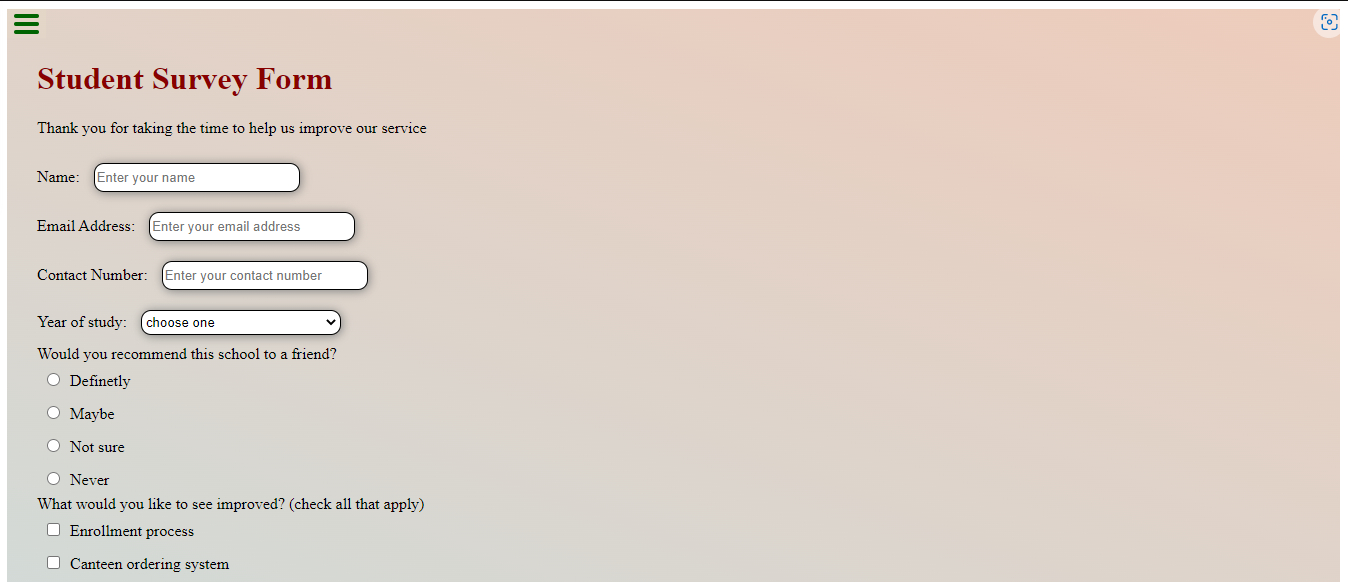 Student Survey Form
Thank you for taking the time to help us improve our service
Name: Enter your name
Email Address: Enter your email address
Contact Number: Enter your contact number
Year of study: choose one
Would you recommend this school to a friend?
Definetly
Maybe
Not sure
Never
What would you like to see improved? (check all that apply)
Enrollment process
Canteen ordering system